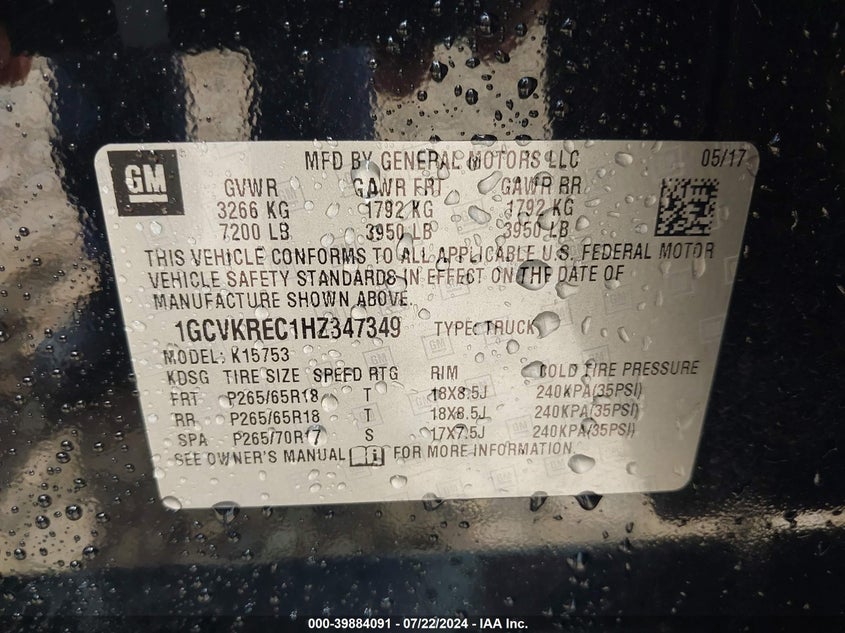 GM
MFD BY GENERAL MOTORS LLC 05/17
GVWR GAWR FRT GAWR RR
3266 KG 1792 KG 1792 KG
7200 LB 3950 LB 3950 LB
THIS VEHICLE CONFORMS TO ALL APPLICABLE U.S. FEDERAL MOTOR
VEHICLE SAFETY STANDARDS IN EFFECT ON THE DATE OF
MANUFACTURE SHOWN ABOVE.
1GCVKREC1HZ347349 TYPE: TRUCK
MODEL: K15753
KDSG TIRE SIZE SPEED RTG RIM COLD TIRE PRESSURE
FRT P265/65R18 T 18X8.5J 240KPA(35PSI)
RR P265/65R18 T 18X8.5J 240KPA(35PSI)
SPA P265/70R17 S 17X7.5J 240KPA(35PSI)
SEE OWNER'S MANUAL FOR MORE INFORMATION.
000-39884091 - 07/22/2024 - IAA Inc.